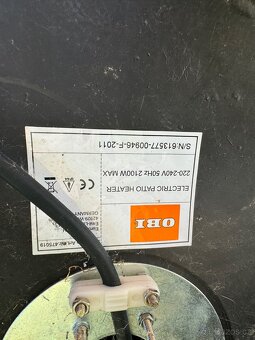 OBI
ELECTRIC PATIO HEATER
220-240V 50Hz 2100W MAX
S/N:613577-00946-F-2011
GERMANY
Art.-Nr. 475019